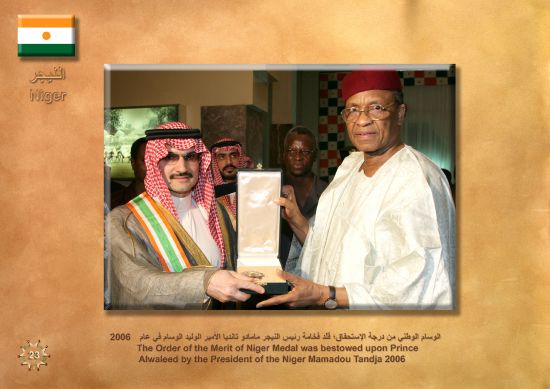 النيجر
Niger
الوسام الوطني من درجة الإستحقاق؛ قلد فخامة رئيس النيجر مامادو تانديا الأمير الوليد الوسام في عام 2006
The Order of the Merit of Niger Medal was bestowed upon Prince
Alwaleed by the President of the Niger Mamadou Tandja 2006
23